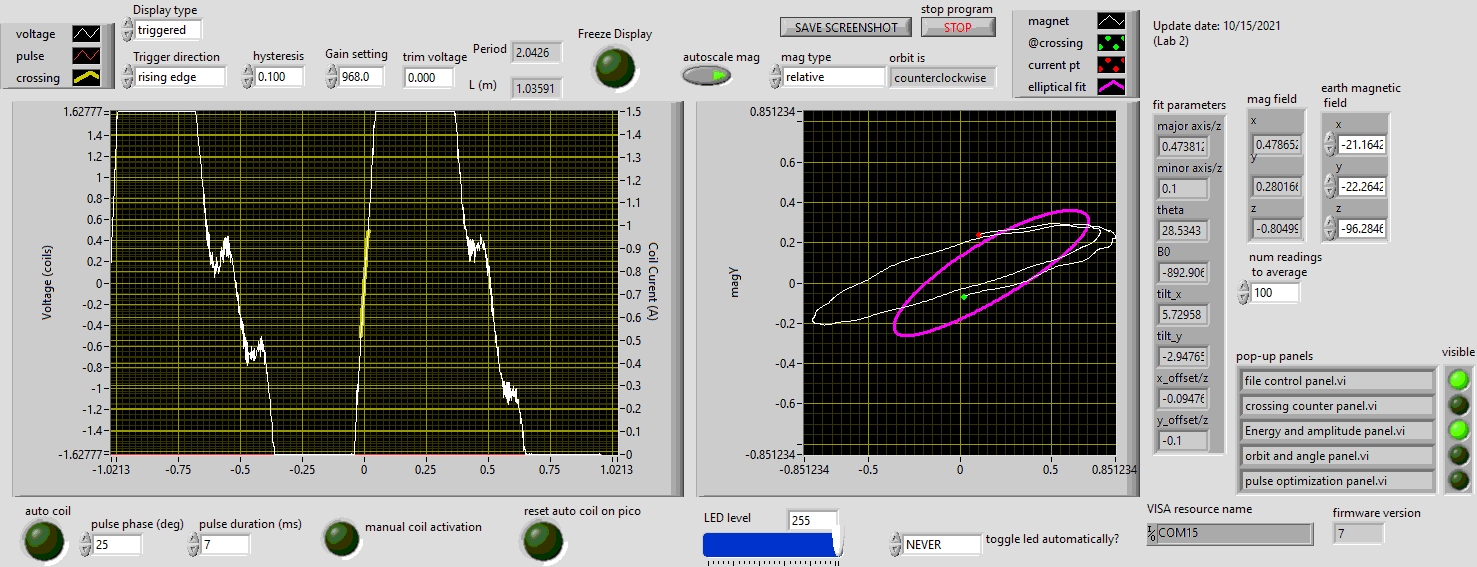 voltage
pulse
crossing
Display type
triggered
Trigger direction
rising edge
hysteresis
0.100
Gain setting
968.0
trim voltage
0.000
Period
2.0426
L (m)
1.03591
Freeze Display
SAVE SCREENSHOT
stop program
STOP
autoscale mag
mag type
relative
orbit is
counterclockwise
magnet
@crossing
current pt
elliptical fit
Update date: 10/15/2021
(Lab 2)
1.62777
1.4
1.2
1
0.8
0.6
0.4
0.2
0
-0.2
-0.4
-0.6
-0.8
-1
-1.2
-1.4
-1.62777
Voltage (coils)
-1.0213
-0.75
-0.5
-0.25
0
0.25
0.5
0.75
1.0213
1.5
1.4
1.3
1.2
1.1
1
0.9
0.8
0.7
0.6
0.5
0.4
0.3
0.2
0.1
0
Coil Curent (A)
0.851234
0.6
0.4
0.2
0
-0.2
-0.4
-0.6
-0.851234
magY
-0.851234
-0.5
0
0.5
0.851234
fit parameters
major axis/z
0.473812
minor axis/z
0.1
theta
28.5343
B0
-892.906
tilt_x
5.72958
tilt_y
-2.94765
x_offset/z
-0.09476
y_offset/z
-0.1
mag field
x
0.478652
y
0.280166
z
-0.80499
earth magnetic
field
x
-21.1642
y
-22.2642
z
-96.2846
num readings
to average
100
pop-up panels
visible
file control panel.vi
crossing counter panel.vi
Energy and amplitude panel.vi
orbit and angle panel.vi
pulse optimization panel.vi
auto coil
pulse phase (deg)
25
pulse duration (ms)
7
manual coil activation
reset auto coil on pico
LED level
255
NEVER
toggle led automatically?
VISA resource name
COM15
firmware version
7